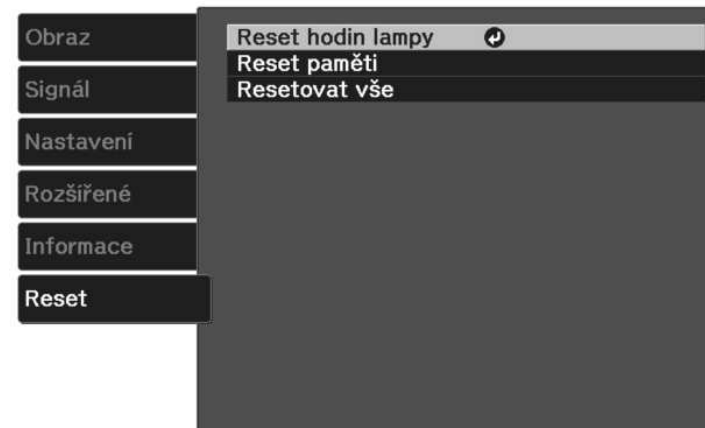 Obraz
Signál
Nastavení
Rozšířené
Informace
Reset
Reset hodin lampy
Reset paměti
Resetovat vše